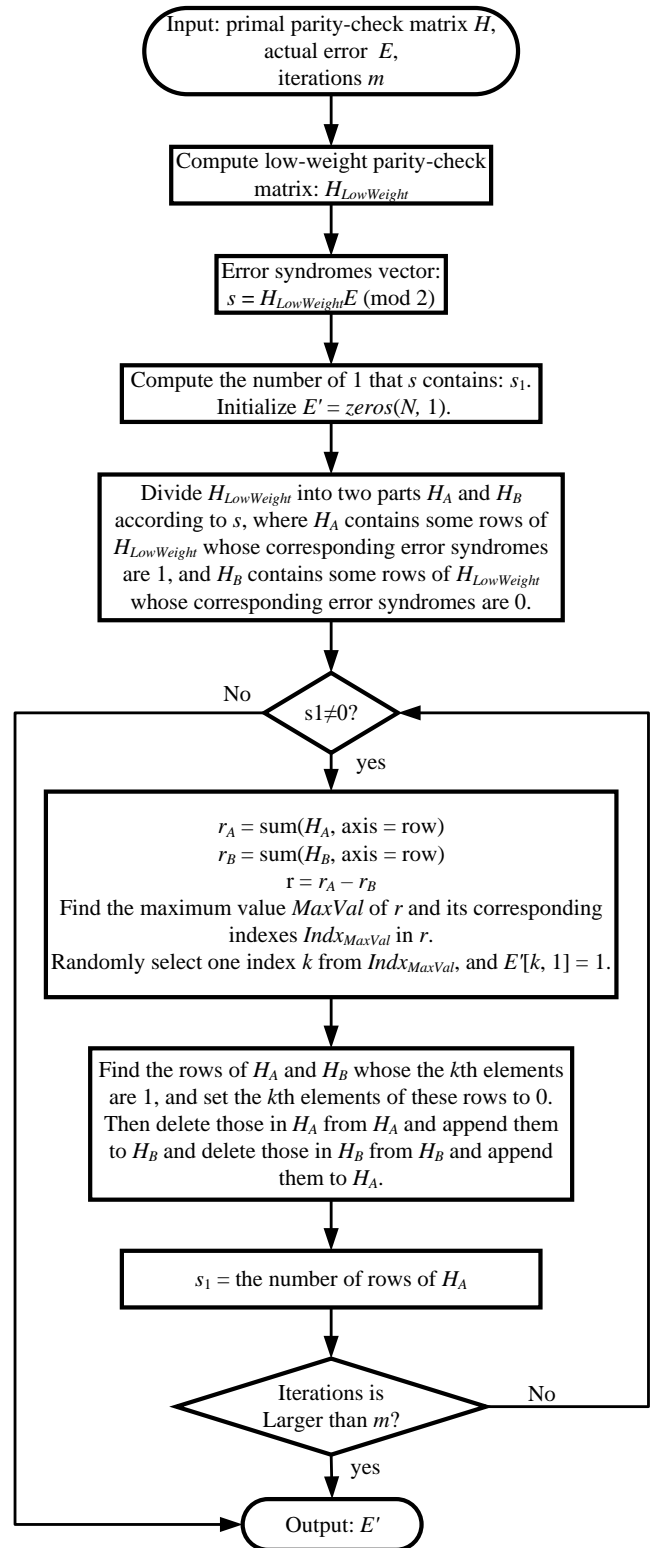 Input: primal parity-check matrix H,
actual error E,
iterations m
Compute low-weight parity-check
matrix: H_LowWeight
Error syndromes vector:
s = H_LowWeightE (mod 2)
Compute the number of 1 that s contains: s₁.
Initialize E' = zeros(N, 1).
Divide H_LowWeight into two parts H_A and H_B
according to s, where H_A contains some rows of
H_LowWeight whose corresponding error syndromes
are 1, and H_B contains some rows of H_LowWeight
whose corresponding error syndromes are 0.
No
s1≠0?
yes
r_A = sum(H_A, axis = row)
r_B = sum(H_B, axis = row)
r = r_A – r_B
Find the maximum value MaxVal of r and its corresponding
indexes Indx_MaxVal in r.
Randomly select one index k from Indx_MaxVal, and E'[k, 1] = 1.
Find the rows of H_A and H_B whose the kth elements
are 1, and set the kth elements of these rows to 0.
Then delete those in H_A from H_A and append them
to H_B and delete those in H_B from H_B and append
them to H_A.
s₁ = the number of rows of H_A
Iterations is
Larger than m?
No
yes
Output: E'